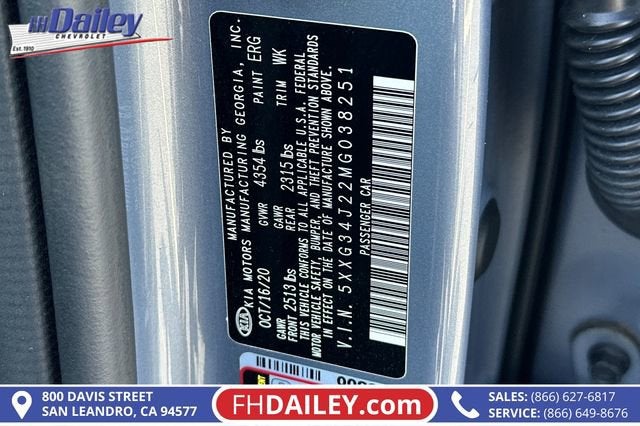 FH Dailey
CHEVROLET
Est. 1910
MANUFACTURED BY
KIA KIA MOTORS MANUFACTURING GEORGIA, INC.
OCT/16/20 GVWR 4354 lbs PAINT ERG
GAWR FRONT 2513 lbs GAWR REAR 2315 lbs TRIM WK
THIS VEHICLE CONFORMS TO ALL APPLICABLE U.S.A. FEDERAL
MOTOR VEHICLE SAFETY, BUMPER, AND THEFT PREVENTION STANDARDS
IN EFFECT ON THE DATE OF MANUFACTURE SHOWN ABOVE.
V.I.N. 5XXG34J22MG038251
PASSENGER CAR
800 DAVIS STREET
SAN LEANDRO, CA 94577
FHDAILEY.com
SALES: (866) 627-6817
SERVICE: (866) 649-8676